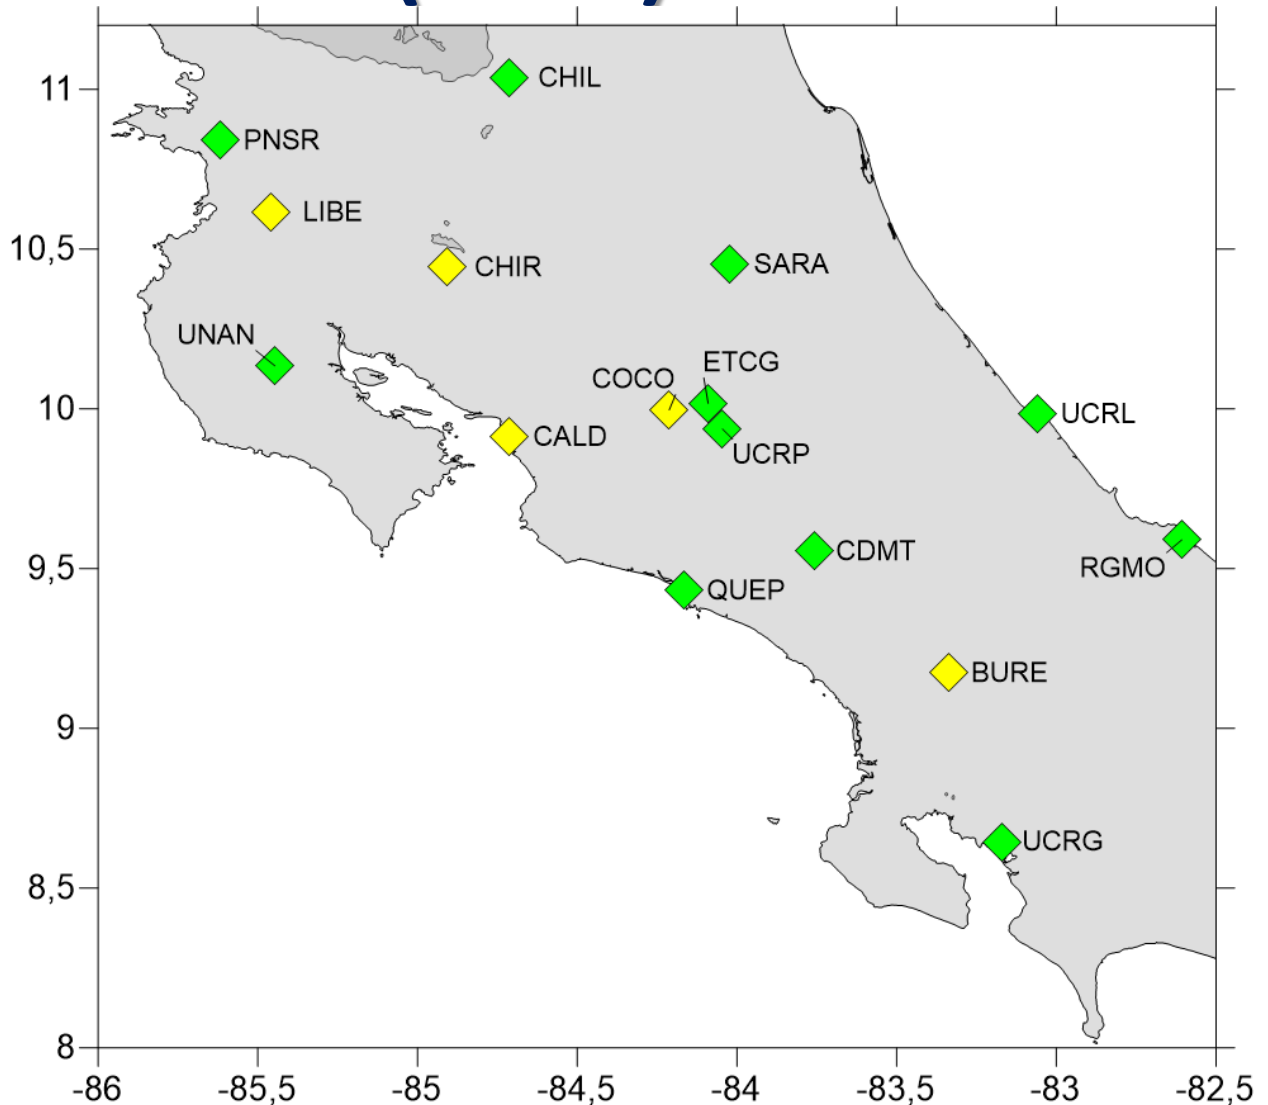 CHIL
11
PNSR
LIBE
10,5
CHIR
SARA
UNAN
ETCG
COCO
10
UCRL
CALD
UCRP
CDMT
RGMO
9,5
QUEP
BURE
9
UCRG
8,5
8
-86
-85,5
-85
-84,5
-84
-83,5
-83
-82,5